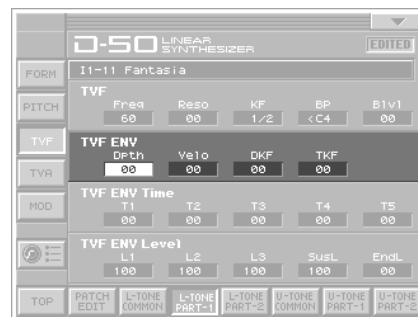 D-50 LINEAR SYNTHESIZER EDITED
FORM I1-11 Fantasia
PITCH
TVF
Freq Reso KF BP Blvl
60 00 1/2 <C4 00
TVF
TVF ENV
Dpth Velo DKF TKF
00 00 00 00
TVA
MOD
TVF ENV Time
T1 T2 T3 T4 T5
00 00 00 00 00
TVF ENV Level
L1 L2 L3 SusL EndL
100 100 100 100 00
TOP PATCH EDIT L-TONE COMMON L-TONE PART-1 L-TONE PART-2 U-TONE COMMON U-TONE PART-1 U-TONE PART-2